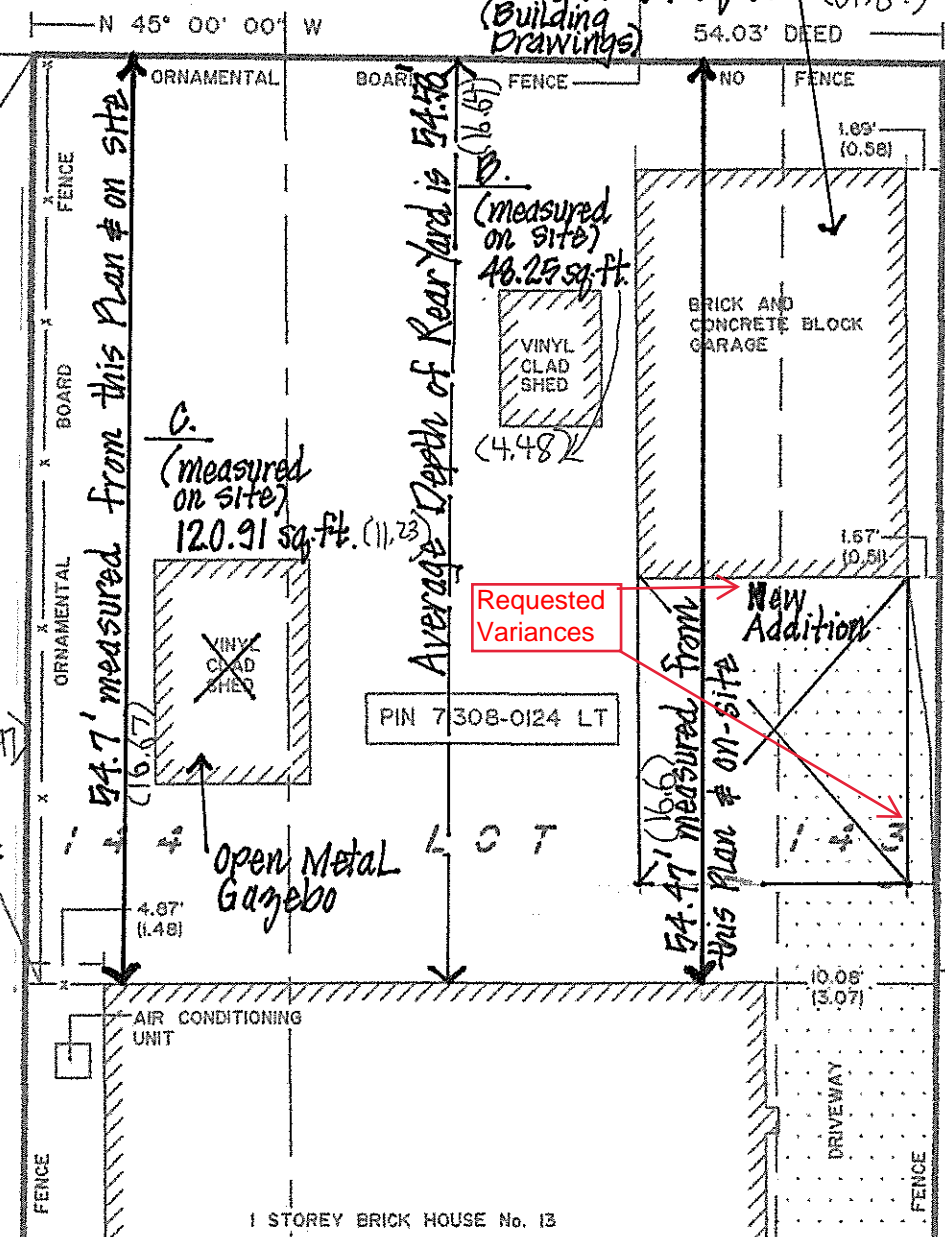 N 45° 00' 00" W
(Building
Drawings)
54.03' DEED
ORNAMENTAL
BOARD
FENCE
NO
FENCE
1.89'
(0.58)
FENCE
BOARD
ORNAMENTAL
54.7' measured from this Plan & on site
(16.67)
Average Depth of Rear Yard is 54.58'
(16.64)
B.
(measured
on site)
48.25 sq.ft.
(4.48)
VINYL
CLAD
SHED
BRICK AND
CONCRETE BLOCK
GARAGE
C.
(measured
on site)
120.91 sq.ft. (11.23)
VINYL
CLAD
SHED
1.67'
(0.51)
Requested
Variances
New
Addition
PIN 7308-0124 LT
54.47' measured from
(16.6)
this Plan & on-site
144
LOT
143
Open Metal
Gazebo
4.87'
(1.48)
10.08'
(3.07)
AIR CONDITIONING
UNIT
DRIVEWAY
FENCE
FENCE
1 STOREY BRICK HOUSE No. 13